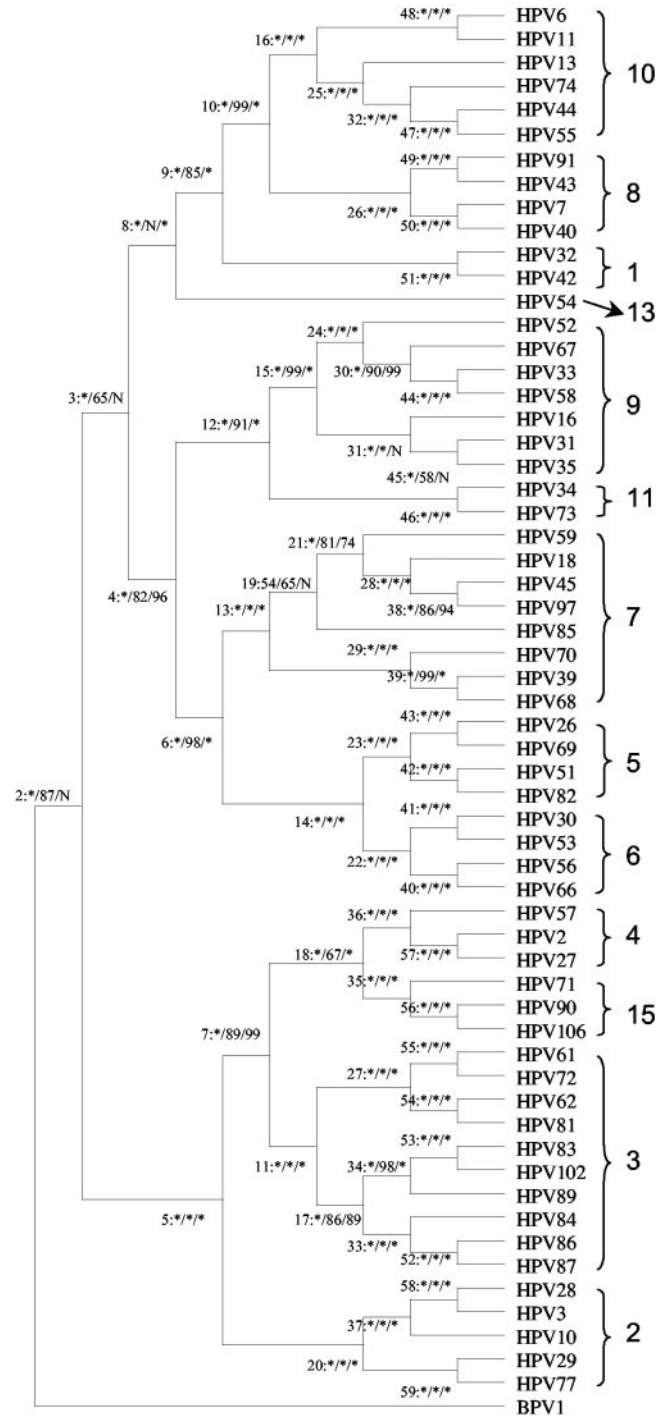 48:*/*/* HPV6
16:*/*/* HPV11
HPV13
25:*/*/* HPV74 10
10:*/99/* 32:*/*/* HPV44
47:*/*/* HPV55
9:*/85/* 49:*/*/* HPV91
HPV43 8
26:*/*/* HPV7
8:*/N/* 50:*/*/* HPV40
HPV32 1
51:*/*/* HPV42
HPV54 13
24:*/*/* HPV52
HPV67
15:*/99/* 30:*/90/99 HPV33
3:*/65/N 44:*/*/* HPV58 9
12:*/91/* HPV16
31:*/*/N HPV31
45:*/58/N HPV35
HPV34 11
46:*/*/* HPV73
21:*/81/74 HPV59
HPV18
19:54/65/N 28:*/*/* HPV45
4:*/82/96 13:*/*/* 38:*/86/94 HPV97 7
HPV85
29:*/*/* HPV70
39:*/99/* HPV39
HPV68
43:*/*/* HPV26
6:*/98/* 23:*/*/* HPV69 5
42:*/*/* HPV51
2:*/87/N HPV82
14:*/*/* 41:*/*/* HPV30
HPV53 6
22:*/*/* HPV56
40:*/*/* HPV66
36:*/*/* HPV57
HPV2 4
18:*/67/* 57:*/*/* HPV27
35:*/*/* HPV71
56:*/*/* HPV90 15
7:*/89/99 HPV106
55:*/*/* HPV61
27:*/*/* HPV72
54:*/*/* HPV62
HPV81
53:*/*/* HPV83 3
11:*/*/* 34:*/98/* HPV102
HPV89
5:*/*/* 17:*/86/89 HPV84
33:*/*/* HPV86
52:*/*/* HPV87
58:*/*/* HPV28
HPV3
37:*/*/* HPV10 2
20:*/*/* HPV29
HPV77
59:*/*/* BPV1